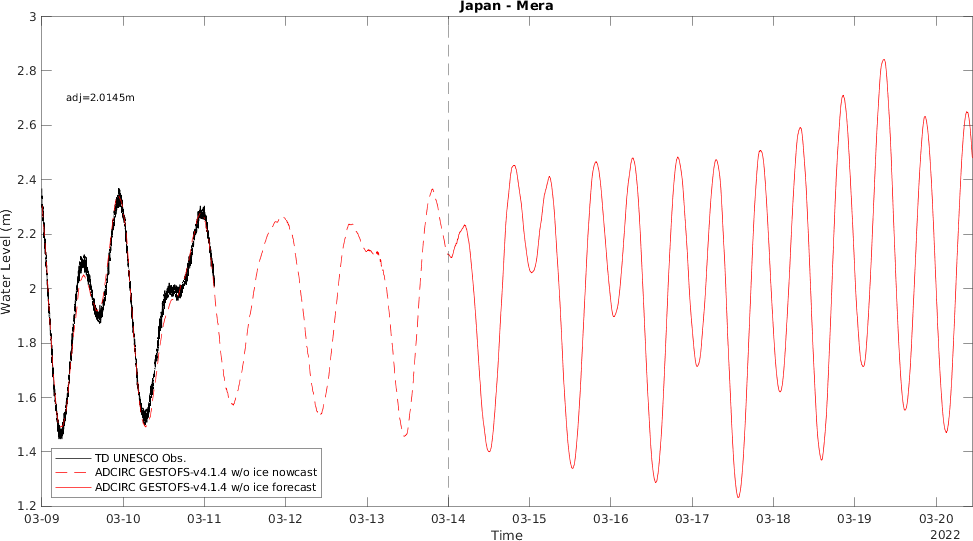 Japan - Mera
3
2.8
adj=2.0145m
2.6
2.4
2.2
Water Level (m)
2
1.8
1.6
1.4
TD UNESCO Obs.
ADCIRC GESTOFS-v4.1.4 w/o ice nowcast
ADCIRC GESTOFS-v4.1.4 w/o ice forecast
1.2
03-09 03-10 03-11 03-12 03-13 03-14 03-15 03-16 03-17 03-18 03-19 03-20
Time
2022